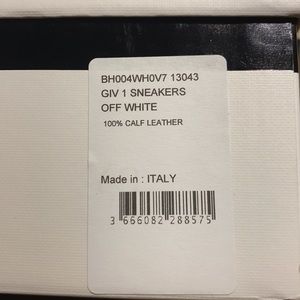 BH004WH0V7 13043
GIV 1 SNEAKERS
OFF WHITE
100% CALF LEATHER
Made in : ITALY
3 666082 288575